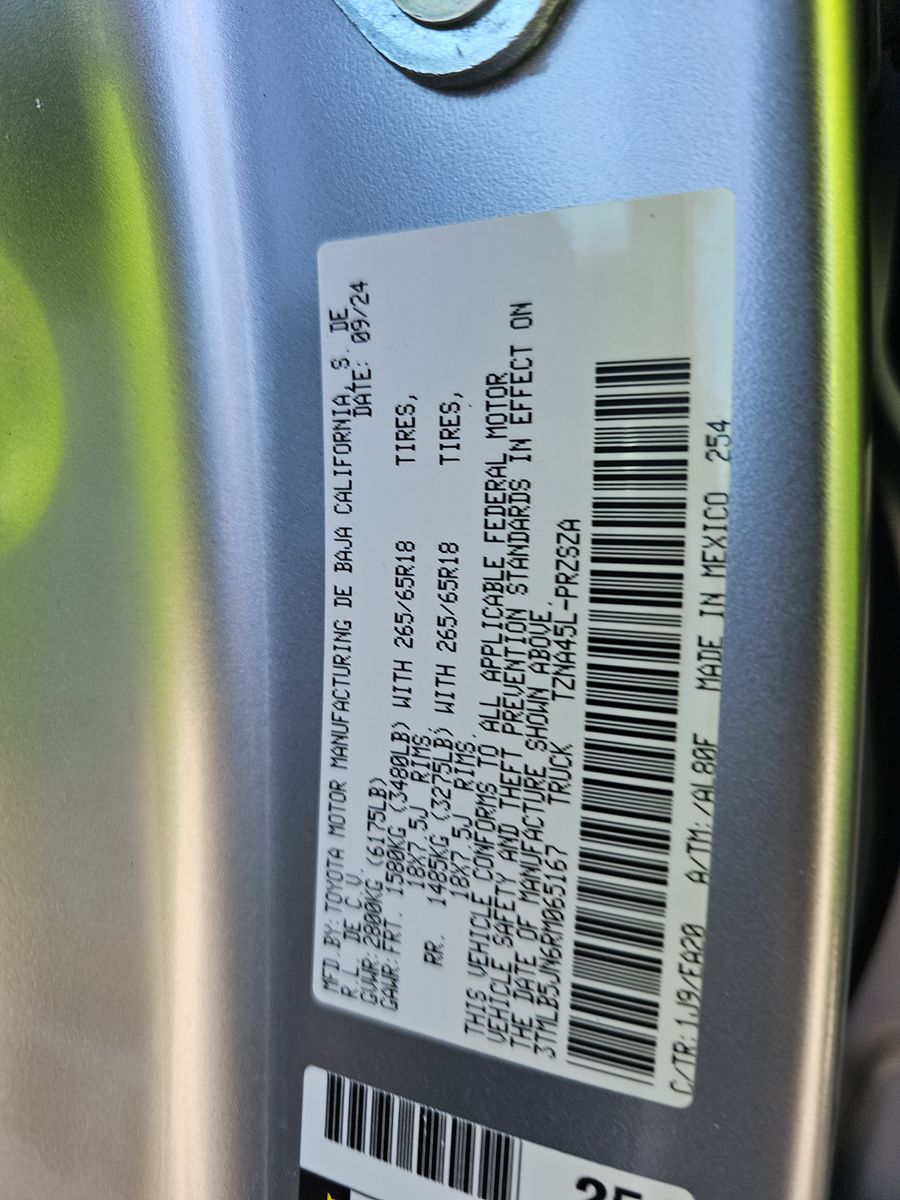 MFD.BY:TOYOTA MOTOR MANUFACTURING DE BAJA CALIFORNIA, S. DE
R.L. DE C.V. DATE: 09/24
GVWR:2800KG (6175LB)
GAWR:FRT. 1580KG (3480LB) WITH 265/65R18 TIRES,
18X7.5J RIMS.
RR. 1485KG (3275LB) WITH 265/65R18 TIRES,
18X7.5J RIMS.
THIS VEHICLE CONFORMS TO ALL APPLICABLE FEDERAL MOTOR
VEHICLE SAFETY AND THEFT PREVENTION STANDARDS IN EFFECT ON
THE DATE OF MANUFACTURE SHOWN ABOVE.
3TMLB5JN6RM065167 TRUCK TZNA45L-PRZSZA
C/TR:1J9/FA20 A/TM:/AL80F MADE IN MEXICO 254